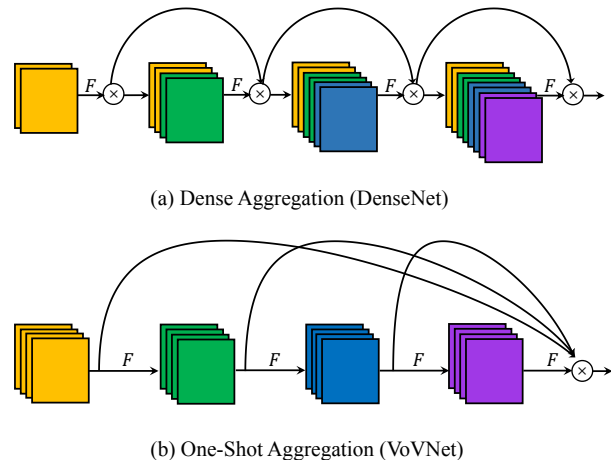 F × F × F × F ×
(a) Dense Aggregation (DenseNet)
F F F F ×
(b) One-Shot Aggregation (VoVNet)